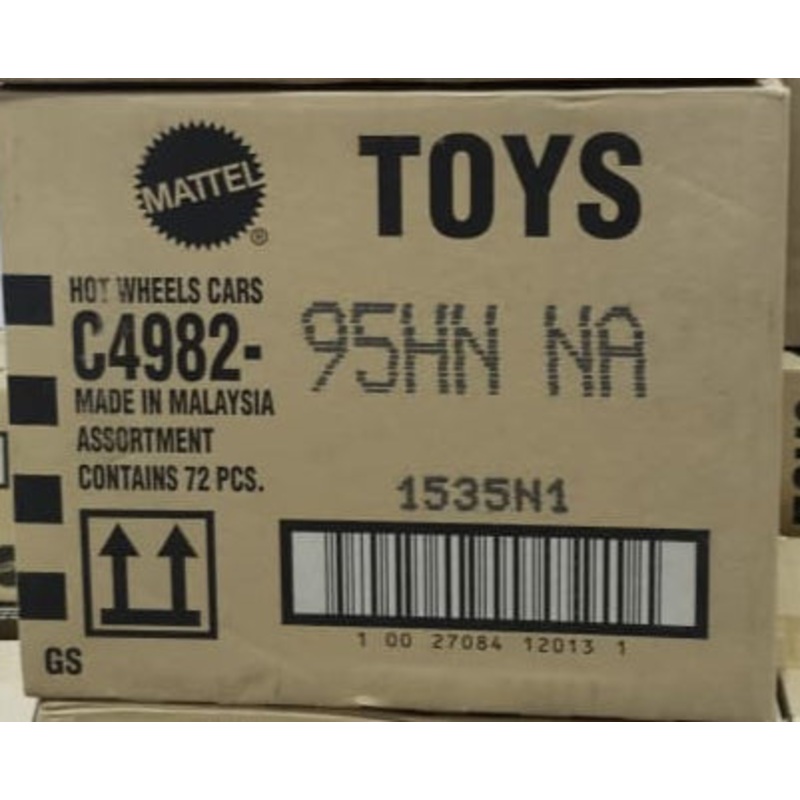 MATTEL ® TOYS
HOT WHEELS CARS
C4982- 95HN NA
MADE IN MALAYSIA
ASSORTMENT
CONTAINS 72 PCS.
1535N1
1 00 27084 12013 1
GS